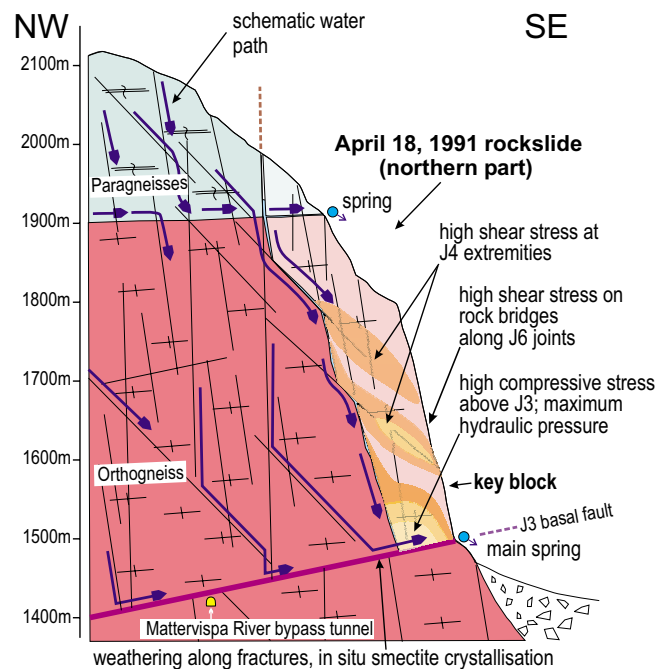 NW
SE
schematic water
path
2100m
2000m
1900m
1800m
1700m
1600m
1500m
1400m
April 18, 1991 rockslide
(northern part)
Paragneisses
spring
high shear stress at
J4 extremities
high shear stress on
rock bridges
along J6 joints
high compressive stress
above J3; maximum
hydraulic pressure
Orthogneiss
key block
J3 basal fault
main spring
Mattervispa River bypass tunnel
weathering along fractures, in situ smectite crystallisation